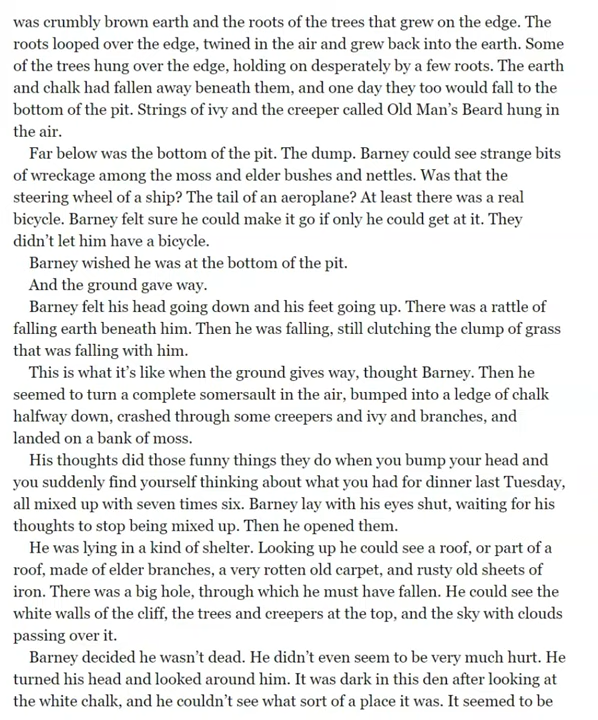 was crumbly brown earth and the roots of the trees that grew on the edge. The
roots looped over the edge, twined in the air and grew back into the earth. Some
of the trees hung over the edge, holding on desperately by a few roots. The earth
and chalk had fallen away beneath them, and one day they too would fall to the
bottom of the pit. Strings of ivy and the creeper called Old Man’s Beard hung in
the air.
Far below was the bottom of the pit. The dump. Barney could see strange bits
of wreckage among the moss and elder bushes and nettles. Was that the
steering wheel of a ship? The tail of an aeroplane? At least there was a real
bicycle. Barney felt sure he could make it go if only he could get at it. They
didn’t let him have a bicycle.
Barney wished he was at the bottom of the pit.
And the ground gave way.
Barney felt his head going down and his feet going up. There was a rattle of
falling earth beneath him. Then he was falling, still clutching the clump of grass
that was falling with him.
This is what it’s like when the ground gives way, thought Barney. Then he
seemed to turn a complete somersault in the air, bumped into a ledge of chalk
halfway down, crashed through some creepers and ivy and branches, and
landed on a bank of moss.
His thoughts did those funny things they do when you bump your head and
you suddenly find yourself thinking about what you had for dinner last Tuesday,
all mixed up with seven times six. Barney lay with his eyes shut, waiting for his
thoughts to stop being mixed up. Then he opened them.
He was lying in a kind of shelter. Looking up he could see a roof, or part of a
roof, made of elder branches, a very rotten old carpet, and rusty old sheets of
iron. There was a big hole, through which he must have fallen. He could see the
white walls of the cliff, the trees and creepers at the top, and the sky with clouds
passing over it.
Barney decided he wasn’t dead. He didn’t even seem to be very much hurt. He
turned his head and looked around him. It was dark in this den after looking at
the white chalk, and he couldn’t see what sort of a place it was. It seemed to be